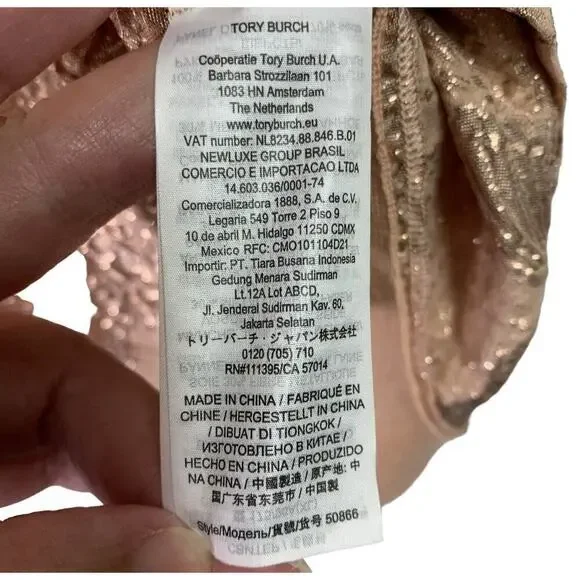 TORY BURCH
Coöperatie Tory Burch U.A.
Barbara Strozzilaan 101
1083 HN Amsterdam
The Netherlands
www.toryburch.eu
VAT number: NL8234.88.846.B.01
NEWLUXE GROUP BRASIL
COMERCIO E IMPORTACAO LTDA
14.603.036/0001-74
Comercializadora 1888, S.A. de C.V.
Legaria 549 Torre 2 Piso 9
10 de abril M. Hidalgo 11250 CDMX
Mexico RFC: CMO101104D21
Importir: PT. Tiara Busana Indonesia
Gedung Menara Sudirman
Lt.12A Lot ABCD,
Jl. Jenderal Sudirman Kav. 60,
Jakarta Selatan
トリーバーチ・ジャパン株式会社
0120 (705) 710
RN#111395/CA 57014
MADE IN CHINA / FABRIQUÉ EN
CHINE / HERGESTELLT IN CHINA
/ DIBUAT DI TIONGKOK /
ИЗГОТОВЛЕНО В КИТАЕ /
HECHO EN CHINA / PRODUZIDO
NA CHINA / 中國製造 / 原产地: 中
国广东省东莞市 / 中国製
Style/Модель/貨號/货号 50866